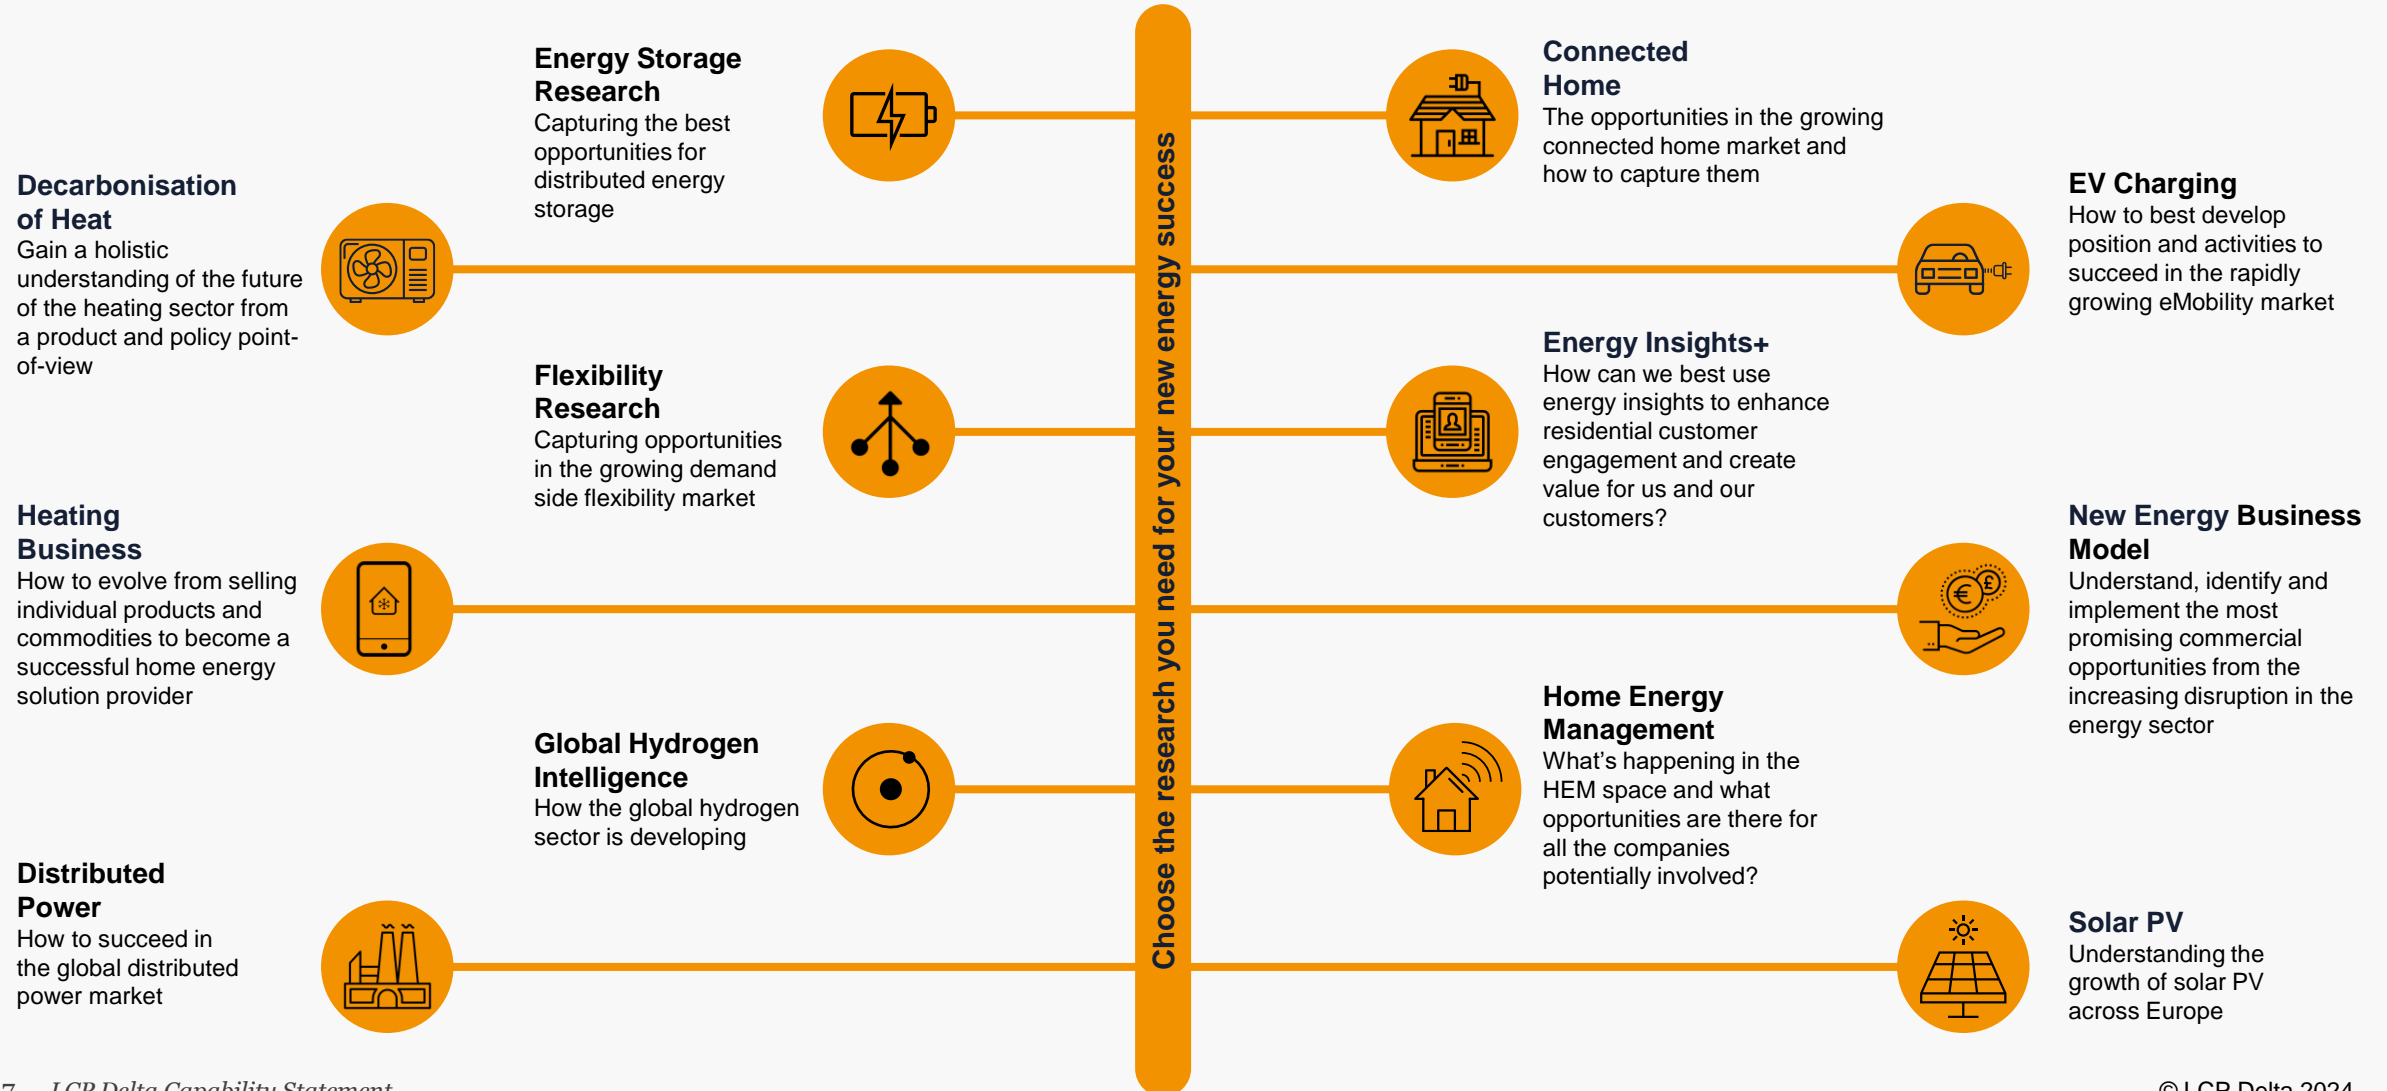 Energy Storage
Research
Capturing the best
opportunities for
distributed energy
storage
Connected
Home
The opportunities in the growing
connected home market and
how to capture them
Decarbonisation
of Heat
Gain a holistic
understanding of the future
of the heating sector from
a product and policy point-
of-view
EV Charging
How to best develop
position and activities to
succeed in the rapidly
growing eMobility market
Choose the research you need for your new energy success
Flexibility
Research
Capturing opportunities
in the growing demand
side flexibility market
Energy Insights+
How can we best use
energy insights to enhance
residential customer
engagement and create
value for us and our
customers?
Heating
Business
How to evolve from selling
individual products and
commodities to become a
successful home energy
solution provider
New Energy Business
Model
Understand, identify and
implement the most
promising commercial
opportunities from the
increasing disruption in the
energy sector
Global Hydrogen
Intelligence
How the global hydrogen
sector is developing
Home Energy
Management
What's happening in the
HEM space and what
opportunities are there for
all the companies
potentially involved?
Distributed
Power
How to succeed in
the global distributed
power market
Solar PV
Understanding the
growth of solar PV
across Europe
7 LCP Delta Capability Statement
© LCP Delta 2024